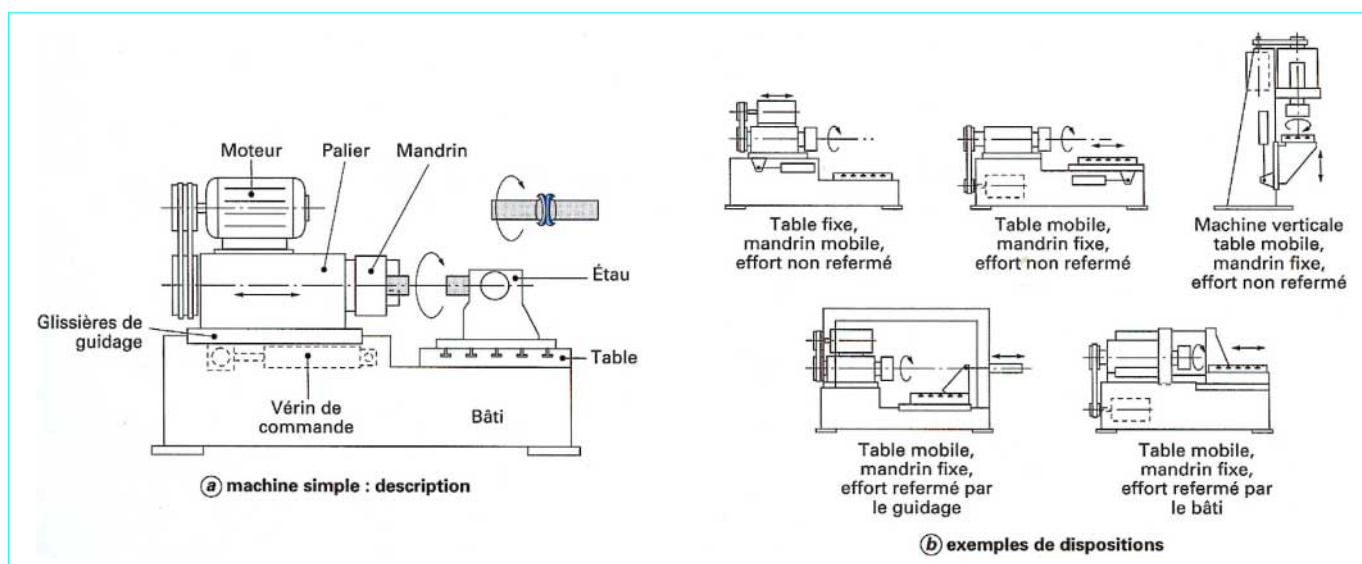 Moteur
Palier
Mandrin
Étau
Glissières de
guidage
Table
Vérin de
commande
Bâti
a machine simple : description
Table fixe,
mandrin mobile,
effort non refermé
Table mobile,
mandrin fixe,
effort non refermé
Machine verticale
table mobile,
mandrin fixe,
effort non refermé
Table mobile,
mandrin fixe,
effort refermé par
le guidage
Table mobile,
mandrin fixe,
effort refermé par
le bâti
b exemples de dispositions